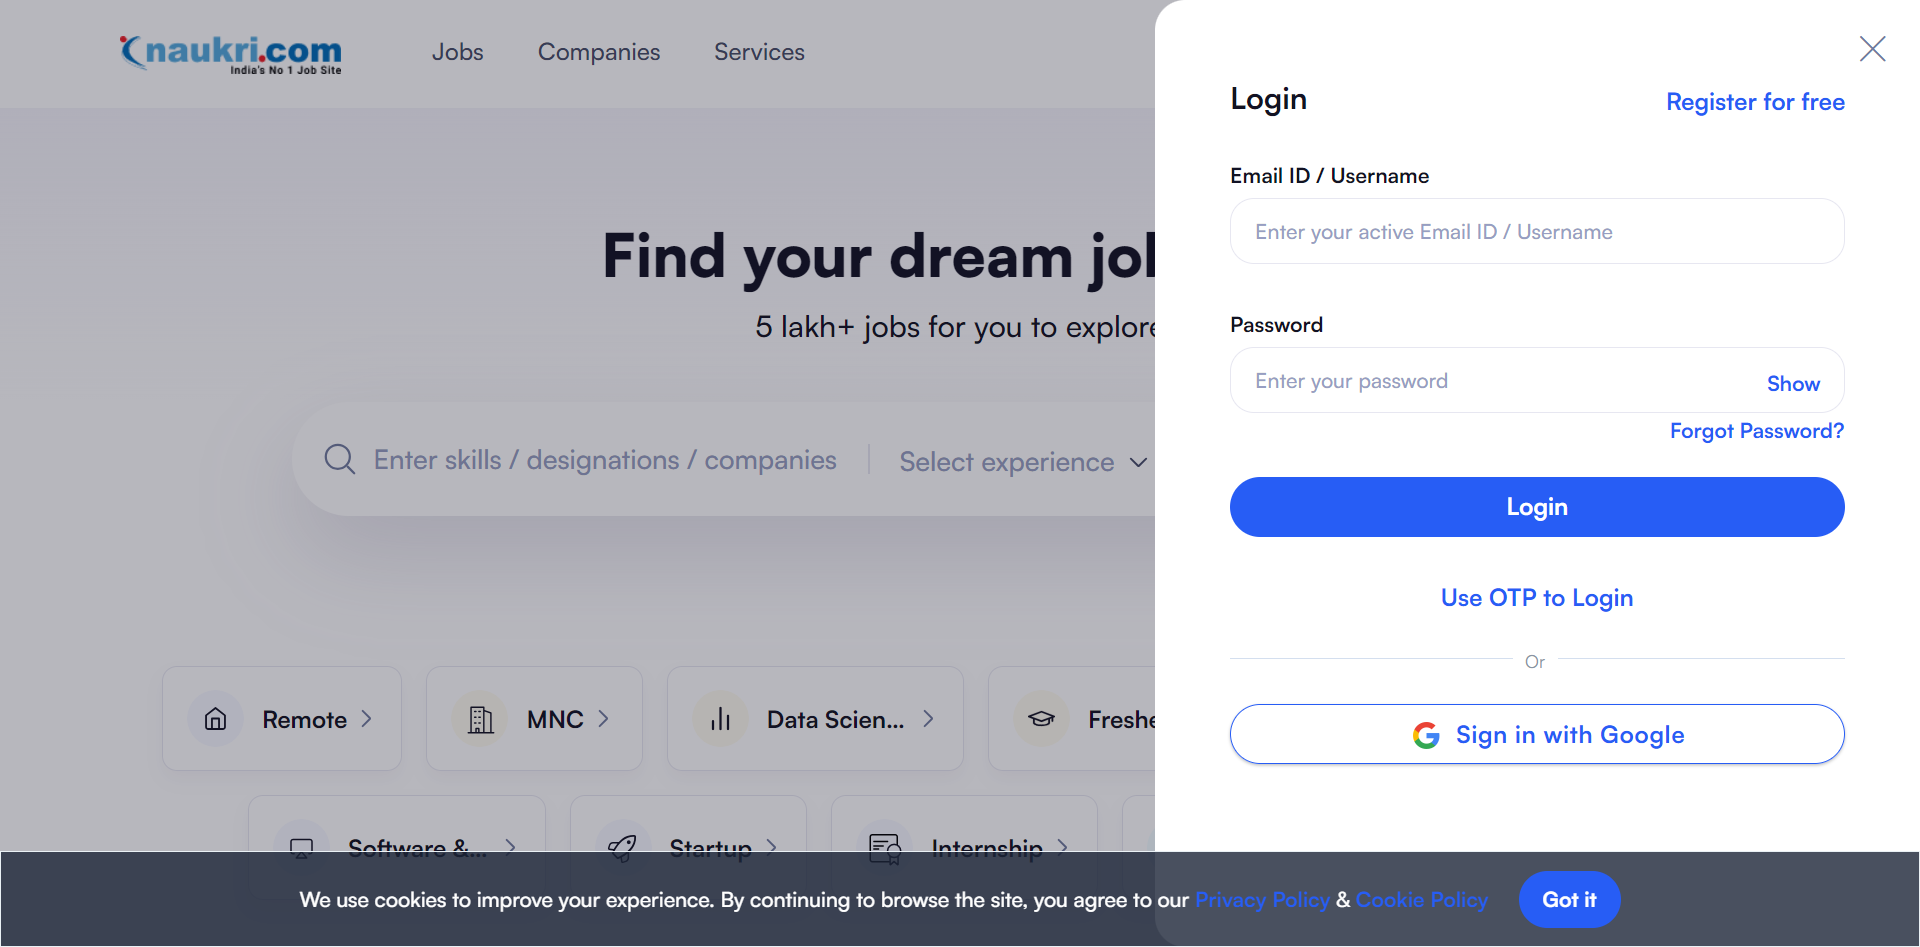 naukri.com
India's No 1 Job Site
Jobs
Companies
Services
Find your dream jo
5 lakh+ jobs for you to explore
Enter skills / designations / companies
Select experience
Remote
MNC
Data Scien...
Freshe
Software &...
Startup
Internship
Login
Register for free
Email ID / Username
Enter your active Email ID / Username
Password
Enter your password
Show
Forgot Password?
Login
Use OTP to Login
Or
Sign in with Google
We use cookies to improve your experience. By continuing to browse the site, you agree to our Privacy Policy & Cookie Policy
Got it